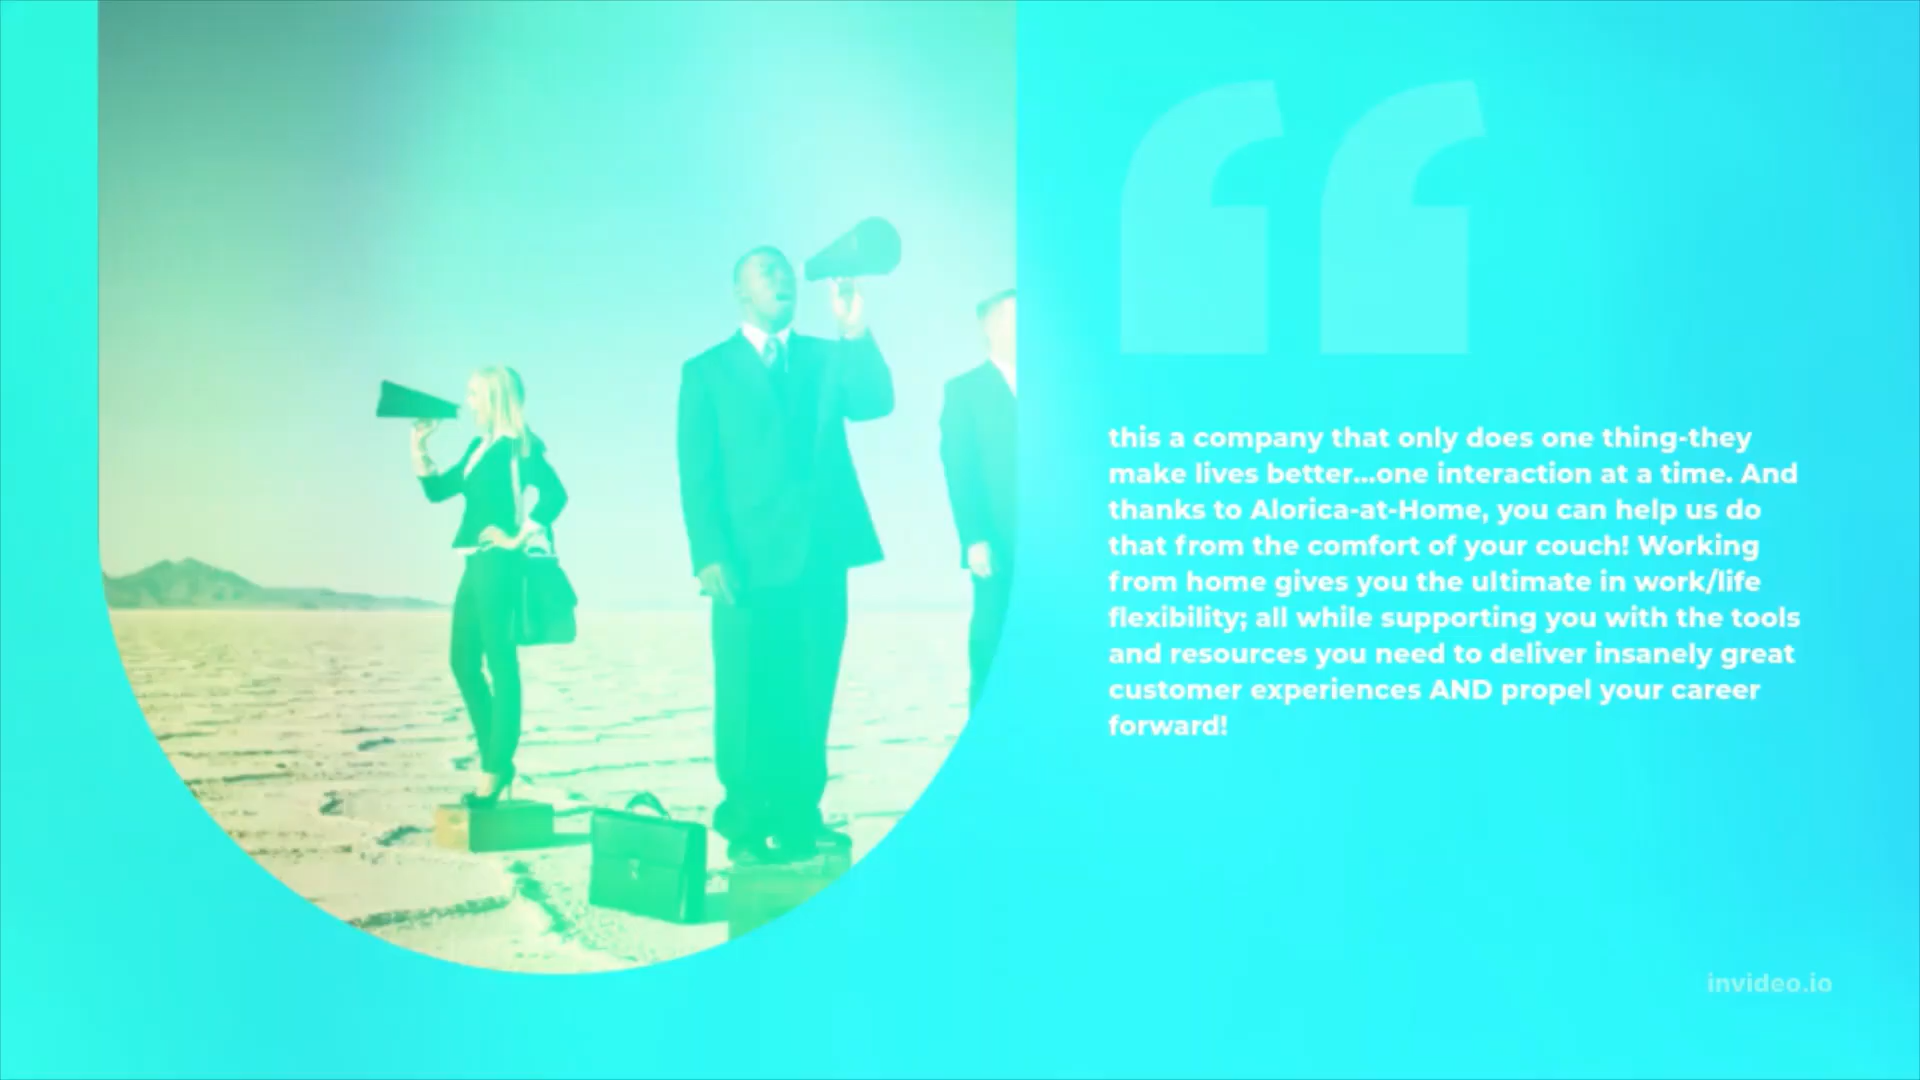 this a company that only does one thing-they
make lives better...one interaction at a time. And
thanks to Alorica-at-Home, you can help us do
that from the comfort of your couch! Working
from home gives you the ultimate in work/life
flexibility; all while supporting you with the tools
and resources you need to deliver insanely great
customer experiences AND propel your career
forward!
invideo.io